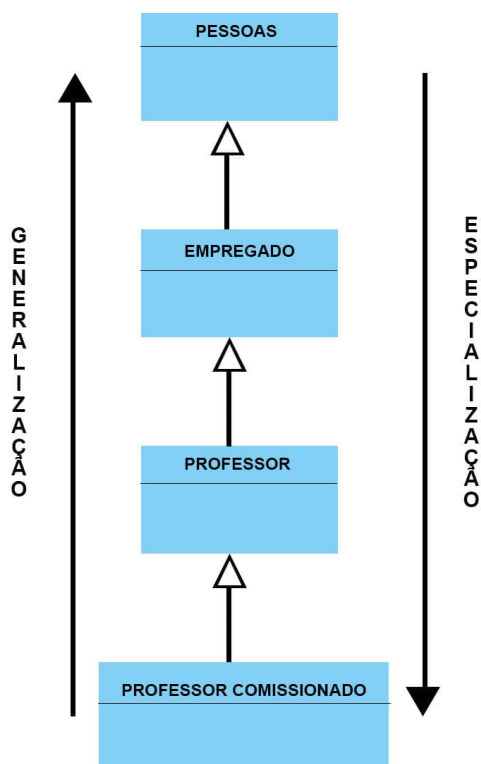 PESSOAS
EMPREGADO
PROFESSOR
PROFESSOR COMISSIONADO
GENERALIZAÇÃO
ESPECIALIZAÇÃO